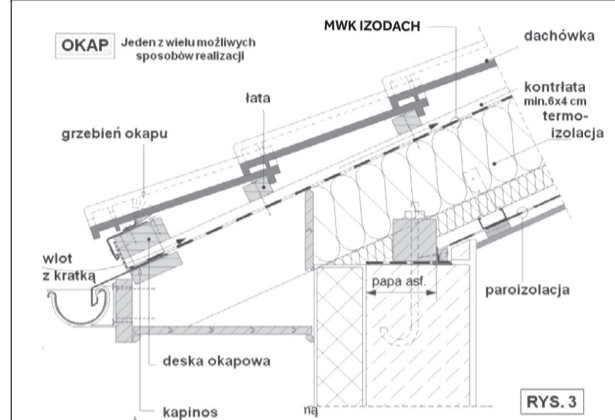 OKAP
Jeden z wielu możliwych
sposobów realizacji
MWK IZODACH
dachówka
kontrłata
min.6x4 cm
termo-
izolacja
łata
grzebień okapu
wlot
z kratką
papa asf.
paroizolacja
deska okapowa
kapinos
ną
RYS. 3